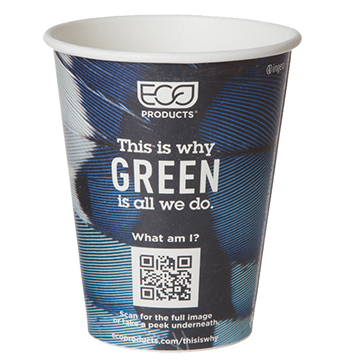 ECO
PRODUCTS®
This is why
GREEN
is all we do.
What am I?
Scan for the full image
or take a peek underneath.
ecoproducts.com/thisiswhy